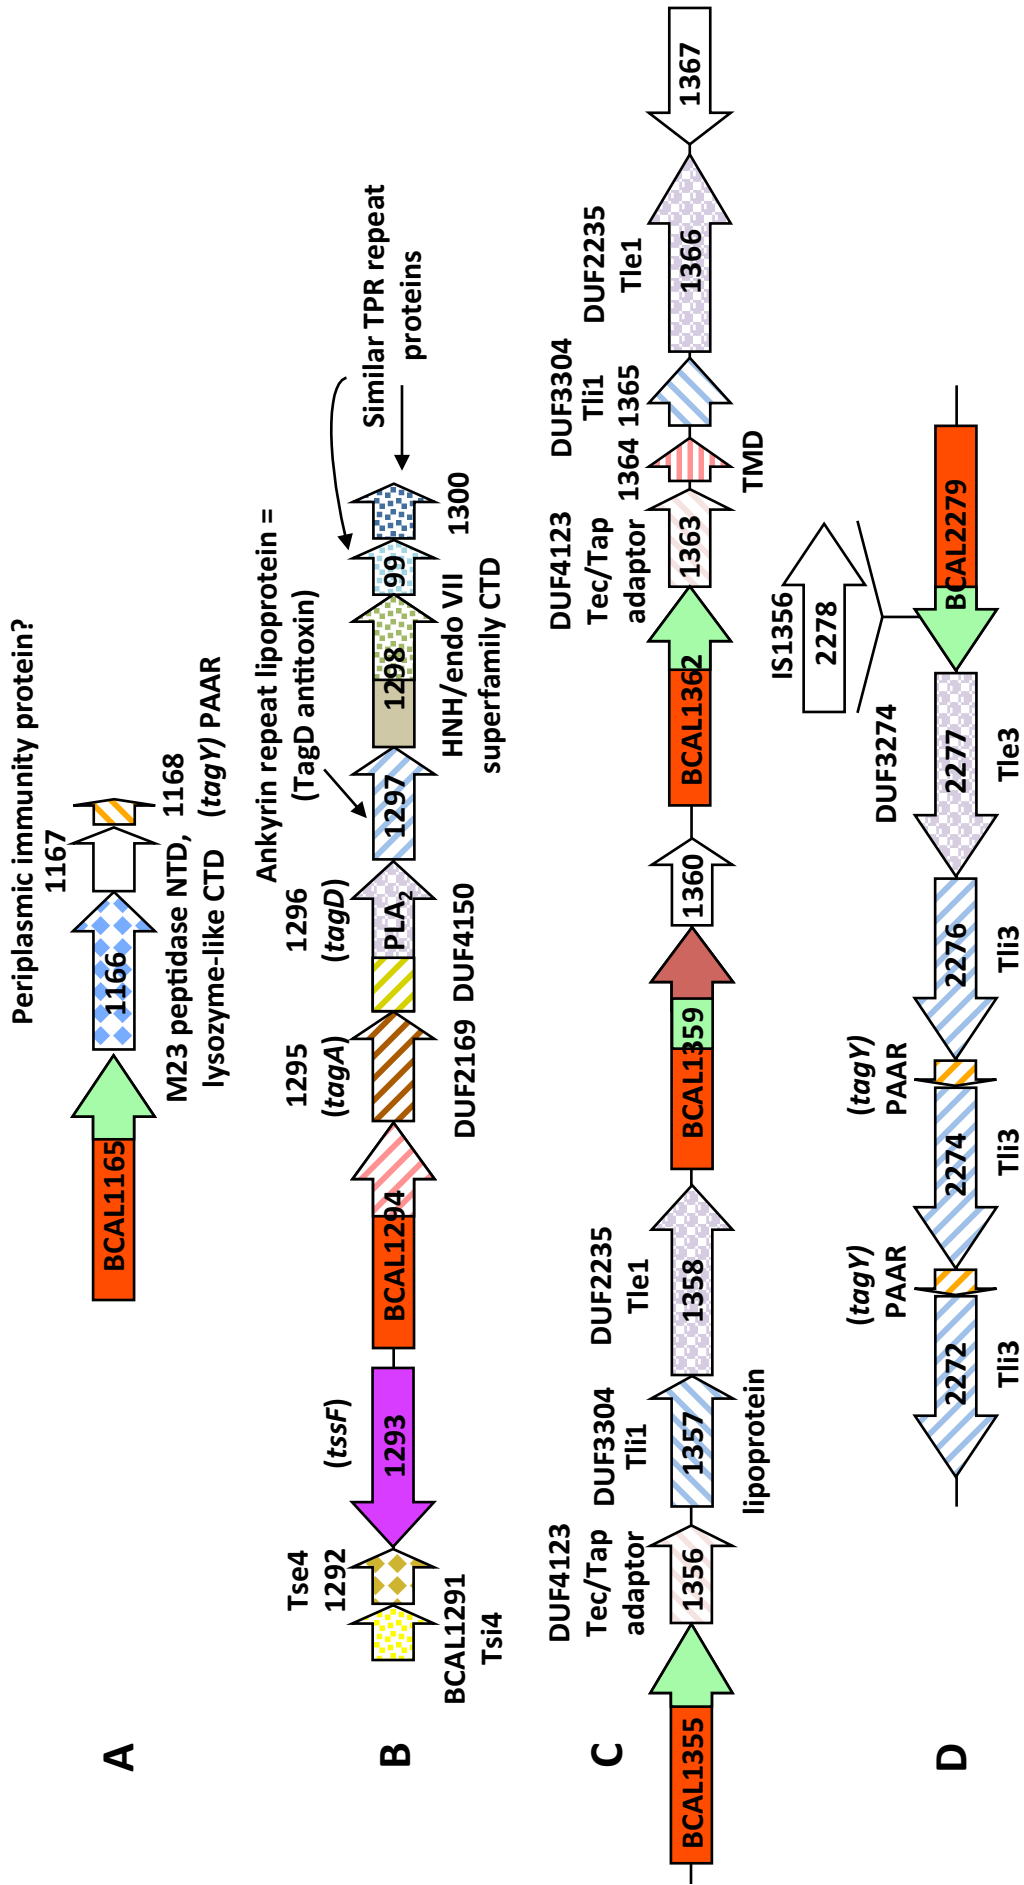 A
Periplasmic immunity protein?
1167
1168
(tagY) PAAR
BCAL1165
1166
M23 peptidase NTD,
lysozyme-like CTD
B
Tse4
1292
(tssF)
1295
(tagA)
1296
(tagD)
Ankyrin repeat lipoprotein =
(TagD antitoxin)
Similar TPR repeat
proteins
1293
BCAL1294
PLA2
1297
1298
99
1300
BCAL1291
Tsi4
DUF2169
DUF4150
HNH/endo VII
superfamily CTD
C
DUF4123
Tec/Tap
adaptor
DUF3304
Tli1
DUF2235
Tle1
DUF4123
Tec/Tap
adaptor
DUF3304
Tli1
1364
1365
DUF2235
Tle1
BCAL1355
1356
1357
1358
BCAL1359
1360
BCAL1362
1363
1366
1367
lipoprotein
TMD
D
IS1356
2278
(tagY)
PAAR
(tagY)
PAAR
DUF3274
2272
2274
2276
2277
BCAL2279
Tli3
Tli3
Tli3
Tle3